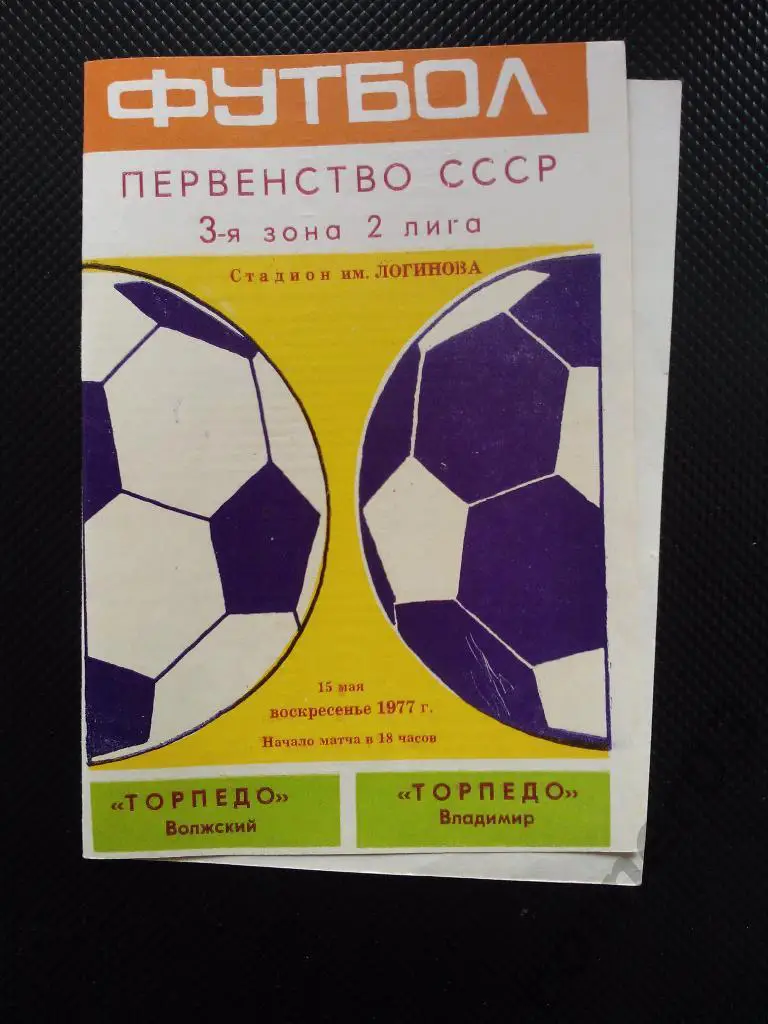 ФУТБОЛ
ПЕРВЕНСТВО СССР
3-я зона 2 лига
Стадион им. ЛОГИНОВА
15 мая
воскресенье 1977 г.
Начало матча в 18 часов
«ТОРПЕДО»
Волжский
«ТОРПЕДО»
Владимир